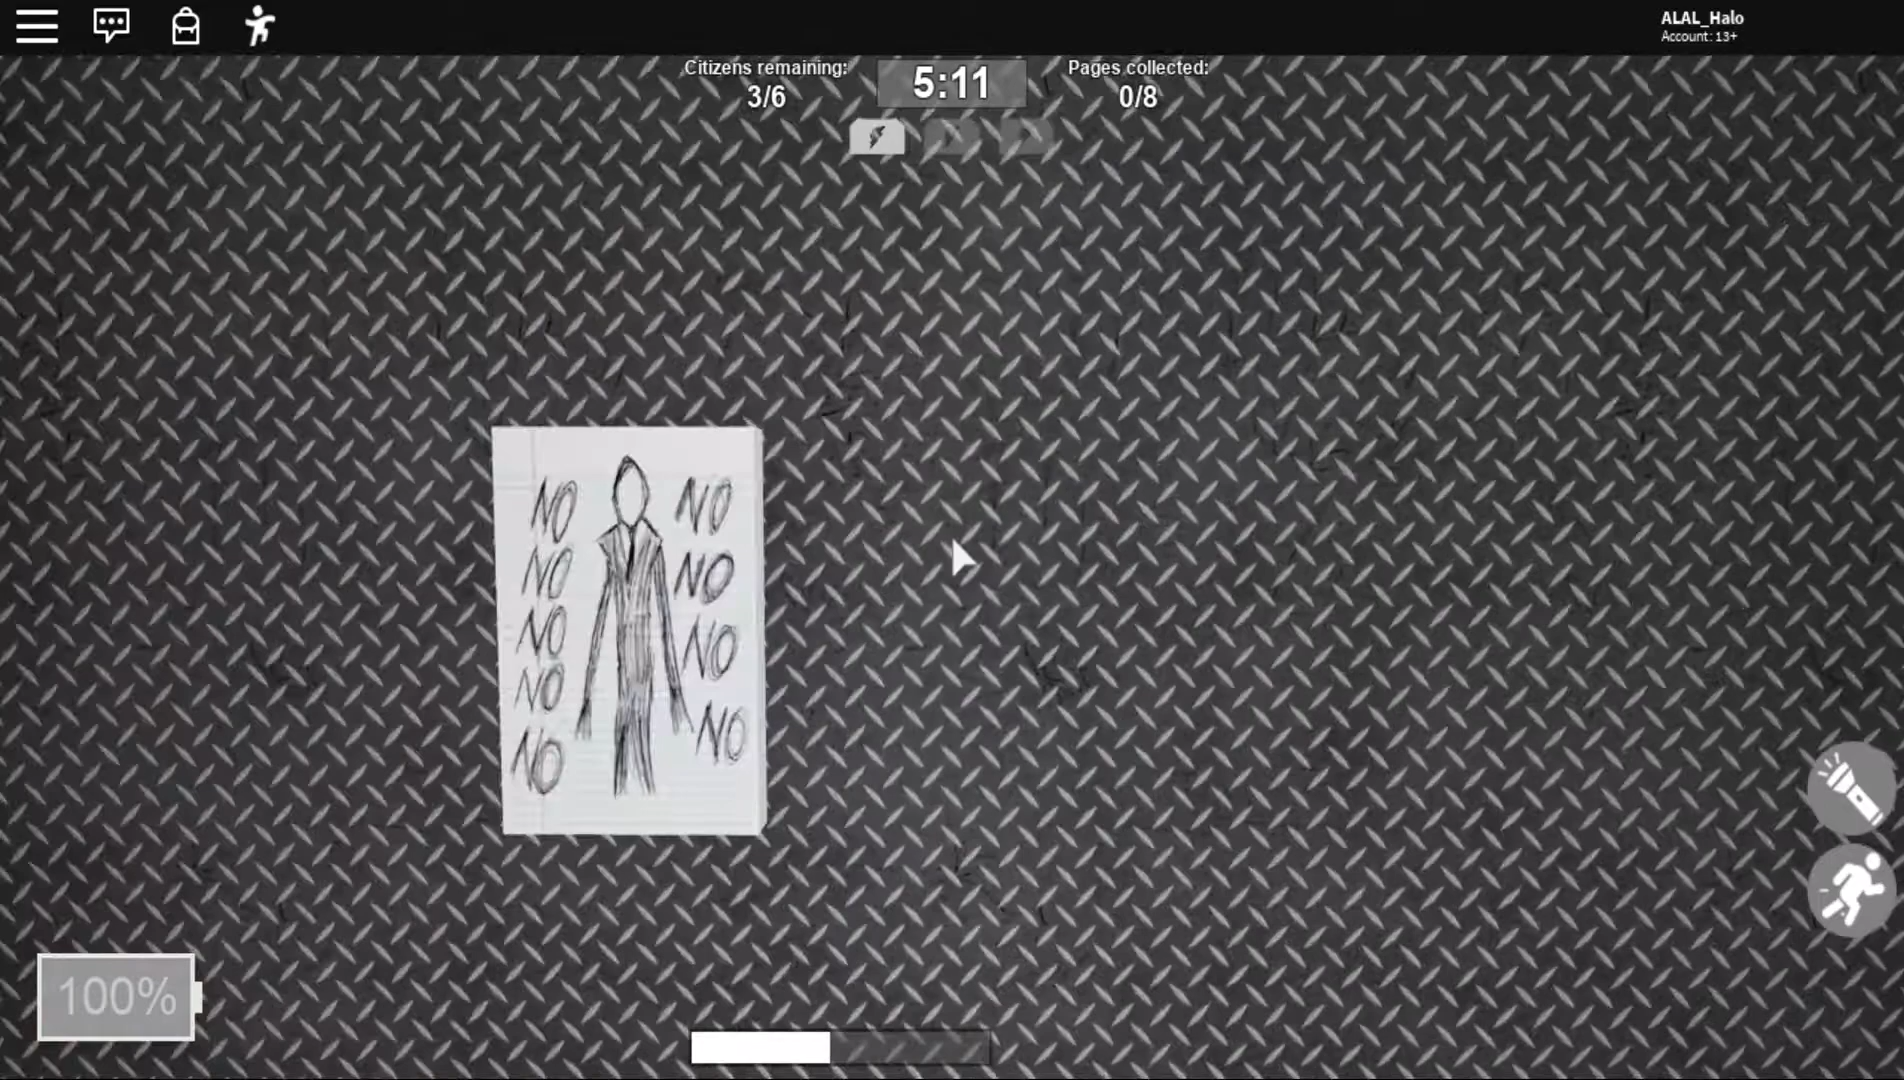 ALAL_Halo
Account: 13+
Citizens remaining:
3/6
5:11
Pages collected:
0/8
NO NO
NO NO
NO NO
NO NO
NO
100%